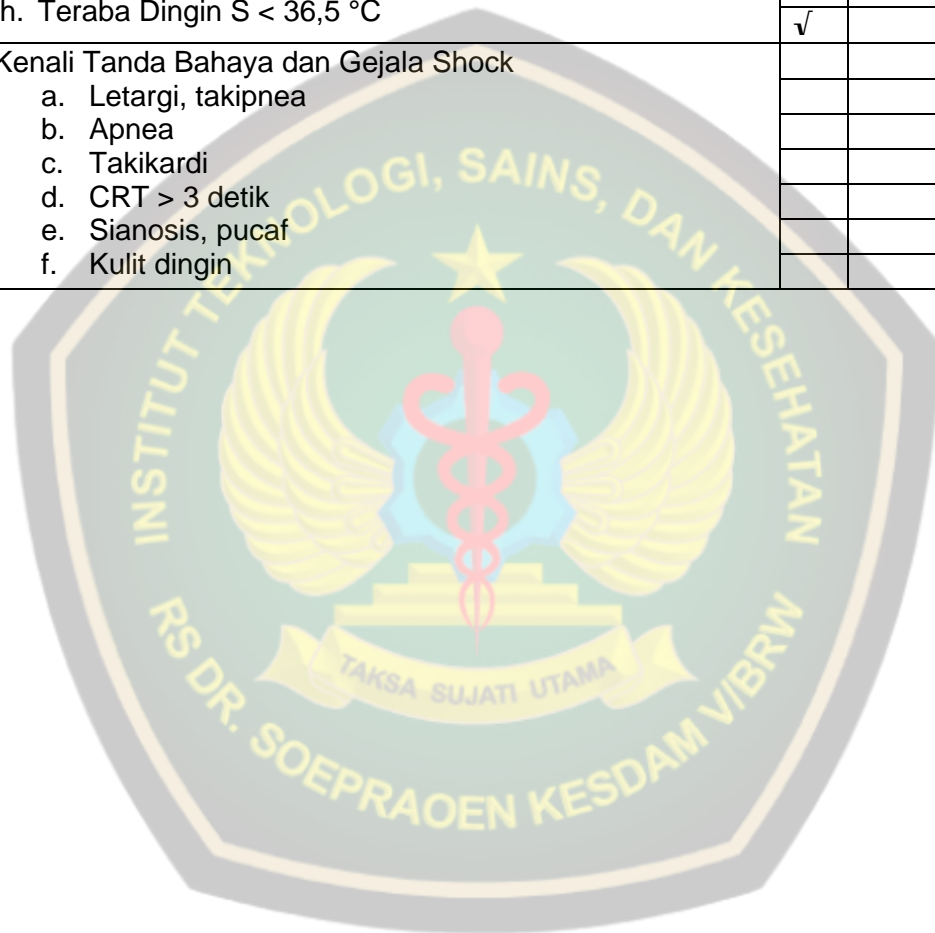 h. Teraba Dingin S < 36,5 °C
√
Kenali Tanda Bahaya dan Gejala Shock
a. Letargi, takipnea
b. Apnea
c. Takikardi
d. CRT > 3 detik
e. Sianosis, pucaf
f. Kulit dingin
INSTITUT TEKNOLOGI, SAINS, DAN KESEHATAN
TAKSA SUJATI UTAMA
RS DR. SOEPRAOEN KESDAM V/BRW